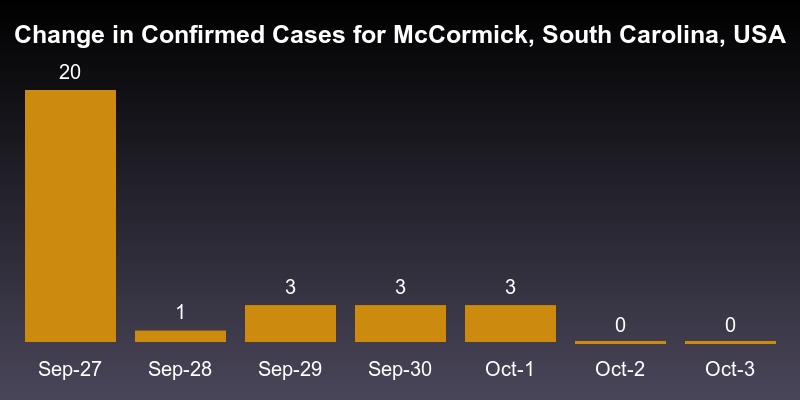 Change in Confirmed Cases for McCormick, South Carolina, USA
20
1
3
3
3
0
0
Sep-27
Sep-28
Sep-29
Sep-30
Oct-1
Oct-2
Oct-3